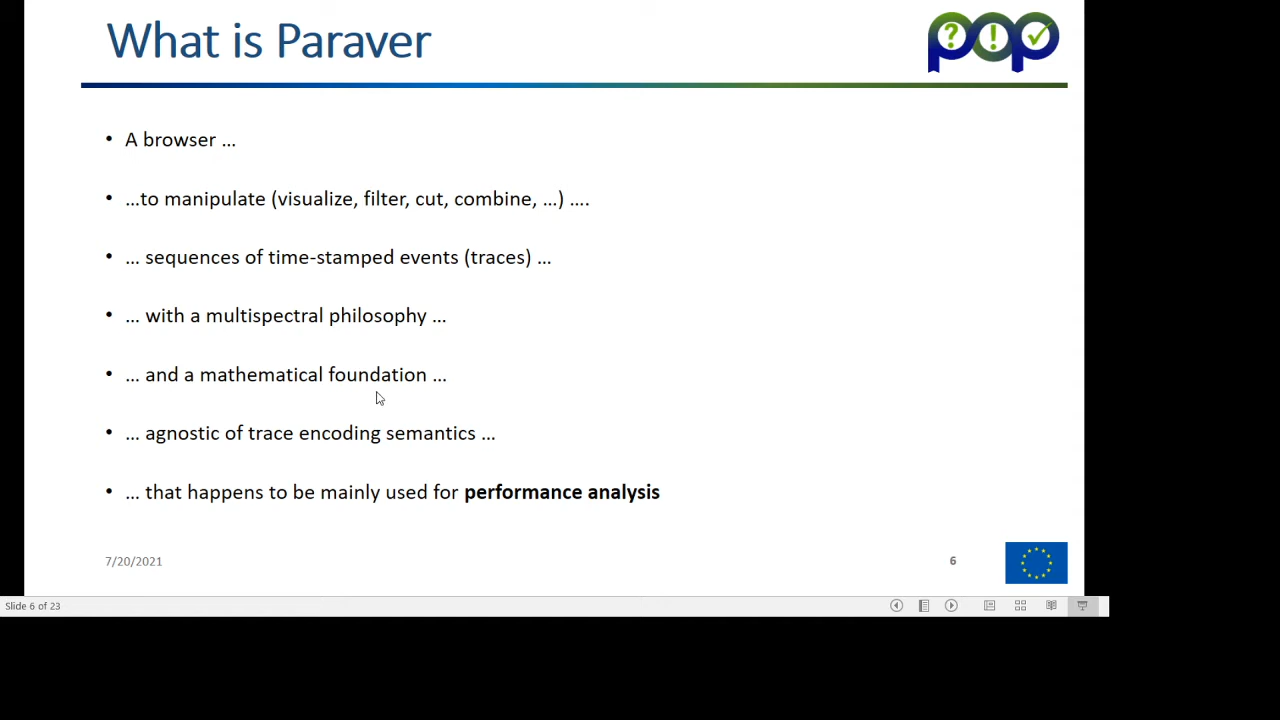 What is Paraver
pop
? ! ✓
• A browser …
• …to manipulate (visualize, filter, cut, combine, …) ….
• … sequences of time-stamped events (traces) …
• … with a multispectral philosophy …
• … and a mathematical foundation …
• … agnostic of trace encoding semantics …
• … that happens to be mainly used for performance analysis
7/20/2021
6
Slide 6 of 23